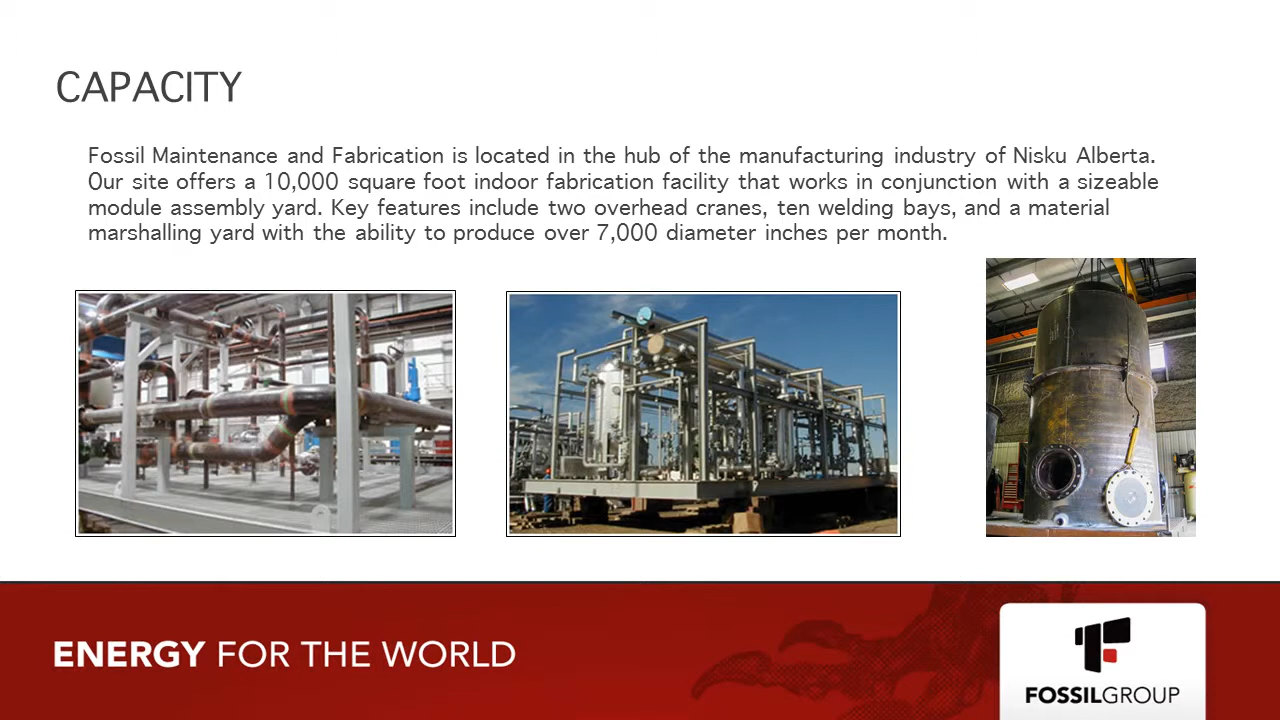 CAPACITY
Fossil Maintenance and Fabrication is located in the hub of the manufacturing industry of Nisku Alberta.
Our site offers a 10,000 square foot indoor fabrication facility that works in conjunction with a sizeable
module assembly yard. Key features include two overhead cranes, ten welding bays, and a material
marshalling yard with the ability to produce over 7,000 diameter inches per month.
ENERGY FOR THE WORLD
FOSSILGROUP